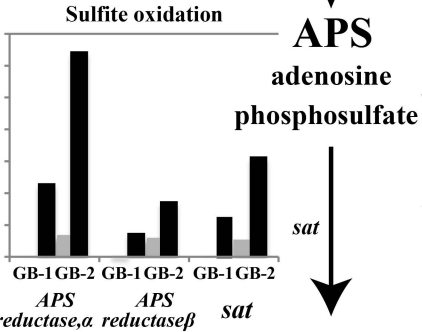 Sulfite oxidation
APS
adenosine
phosphosulfate
sat
GB-1 GB-2 GB-1 GB-2 GB-1 GB-2
APS APS sat
eductase,α reductaseβ